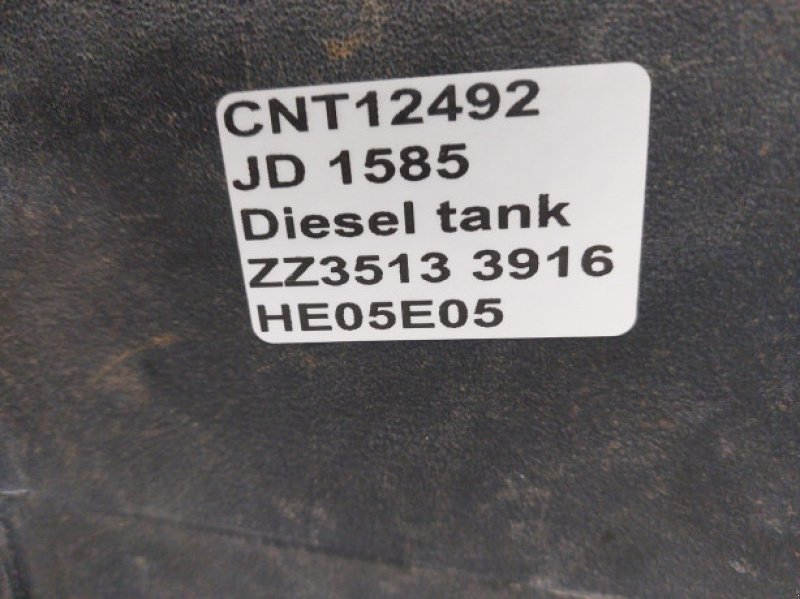 CNT12492
JD 1585
Diesel tank
ZZ3513 3916
HE05E05